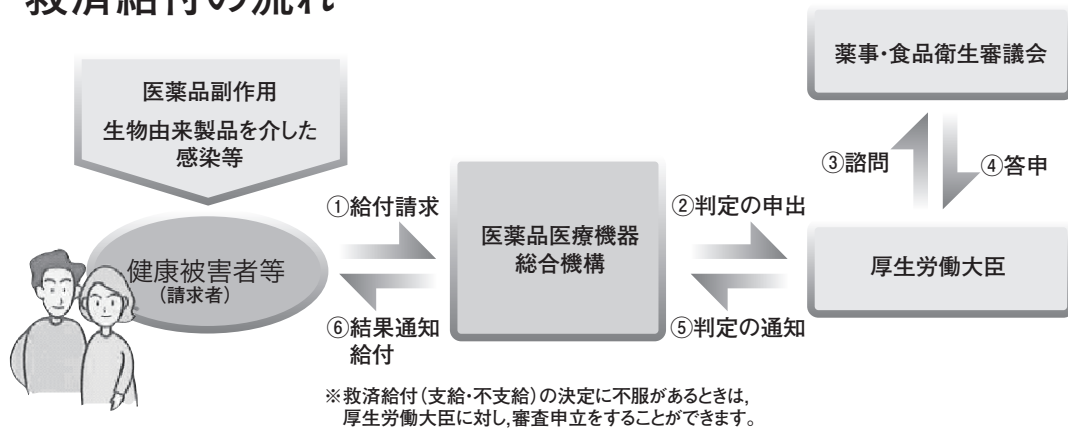 救済給付の流れ
医薬品副作用
生物由来製品を介した
感染等
健康被害者等
（請求者）
①給付請求
⑥結果通知
給付
医薬品医療機器
総合機構
②判定の申出
⑤判定の通知
薬事・食品衛生審議会
③諮問
④答申
厚生労働大臣
※救済給付（支給・不支給）の決定に不服があるときは,
厚生労働大臣に対し,審査申立をすることができます。